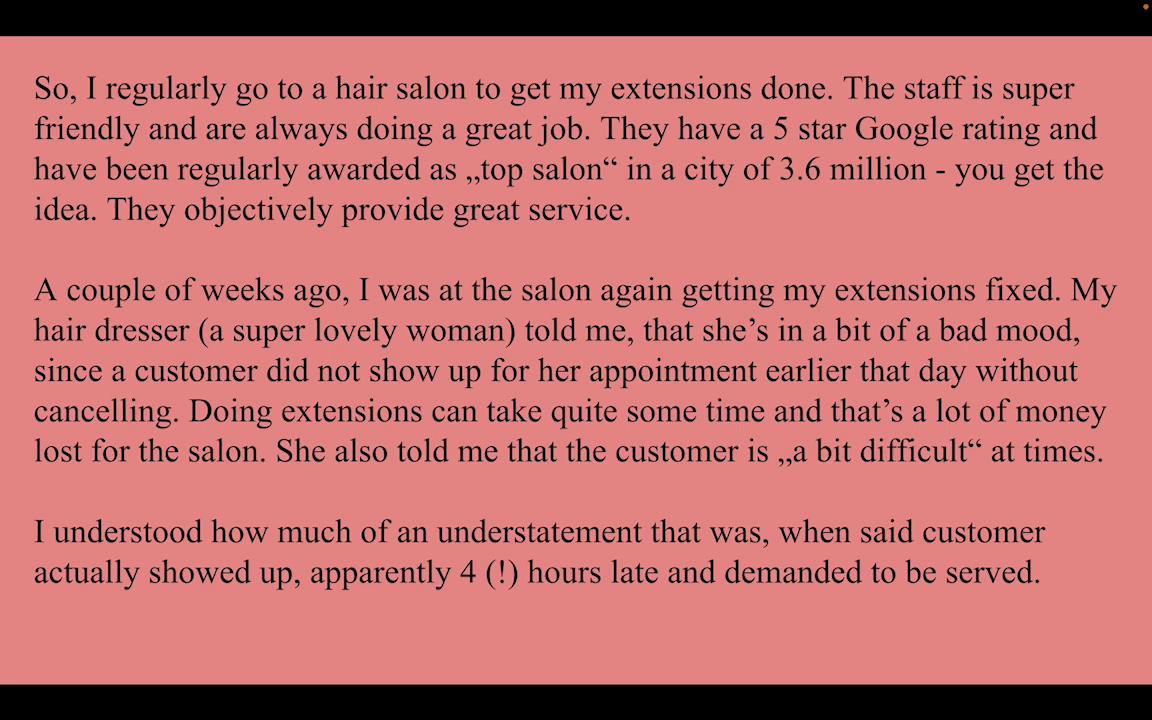 So, I regularly go to a hair salon to get my extensions done. The staff is super
friendly and are always doing a great job. They have a 5 star Google rating and
have been regularly awarded as „top salon“ in a city of 3.6 million - you get the
idea. They objectively provide great service.
A couple of weeks ago, I was at the salon again getting my extensions fixed. My
hair dresser (a super lovely woman) told me, that she’s in a bit of a bad mood,
since a customer did not show up for her appointment earlier that day without
cancelling. Doing extensions can take quite some time and that’s a lot of money
lost for the salon. She also told me that the customer is „a bit difficult“ at times.
I understood how much of an understatement that was, when said customer
actually showed up, apparently 4 (!) hours late and demanded to be served.